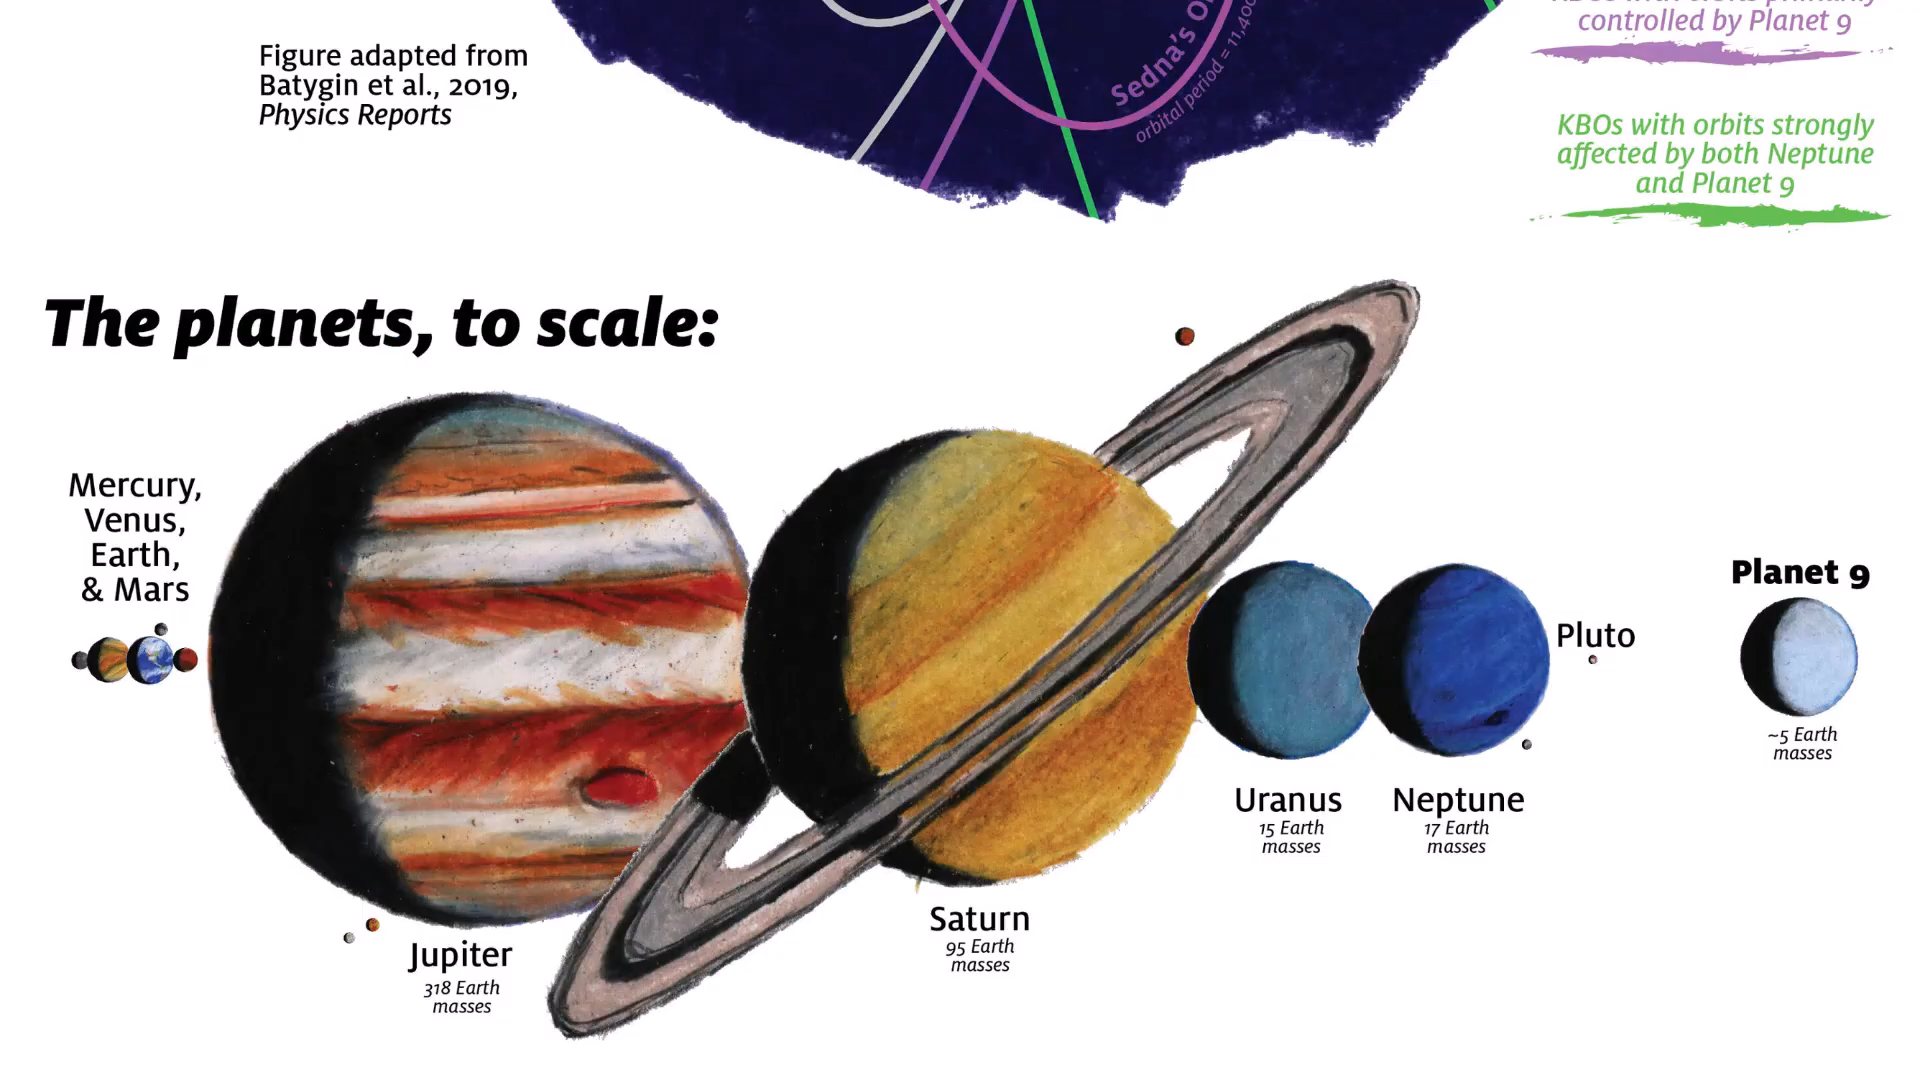 Figure adapted from
Batygin et al., 2019,
Physics Reports
Sedna's O
orbital period = 11,400
controlled by Planet 9
KBOs with orbits strongly
affected by both Neptune
and Planet 9
The planets, to scale:
Mercury,
Venus,
Earth,
& Mars
Jupiter
318 Earth
masses
Saturn
95 Earth
masses
Uranus
15 Earth
masses
Neptune
17 Earth
masses
Pluto
Planet 9
~5 Earth
masses